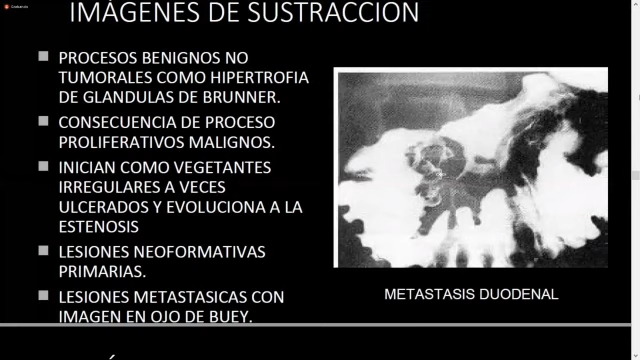 IMÁGENES DE SUSTRACCION
PROCESOS BENIGNOS NO
TUMORALES COMO HIPERTROFIA
DE GLANDULAS DE BRUNNER.
CONSECUENCIA DE PROCESO
PROLIFERATIVOS MALIGNOS.
INICIAN COMO VEGETANTES
IRREGULARES A VECES
ULCERADOS Y EVOLUCIONA A LA
ESTENOSIS
LESIONES NEOFORMATIVAS
PRIMARIAS.
LESIONES METASTASICAS CON
IMAGEN EN OJO DE BUEY.
METASTASIS DUODENAL